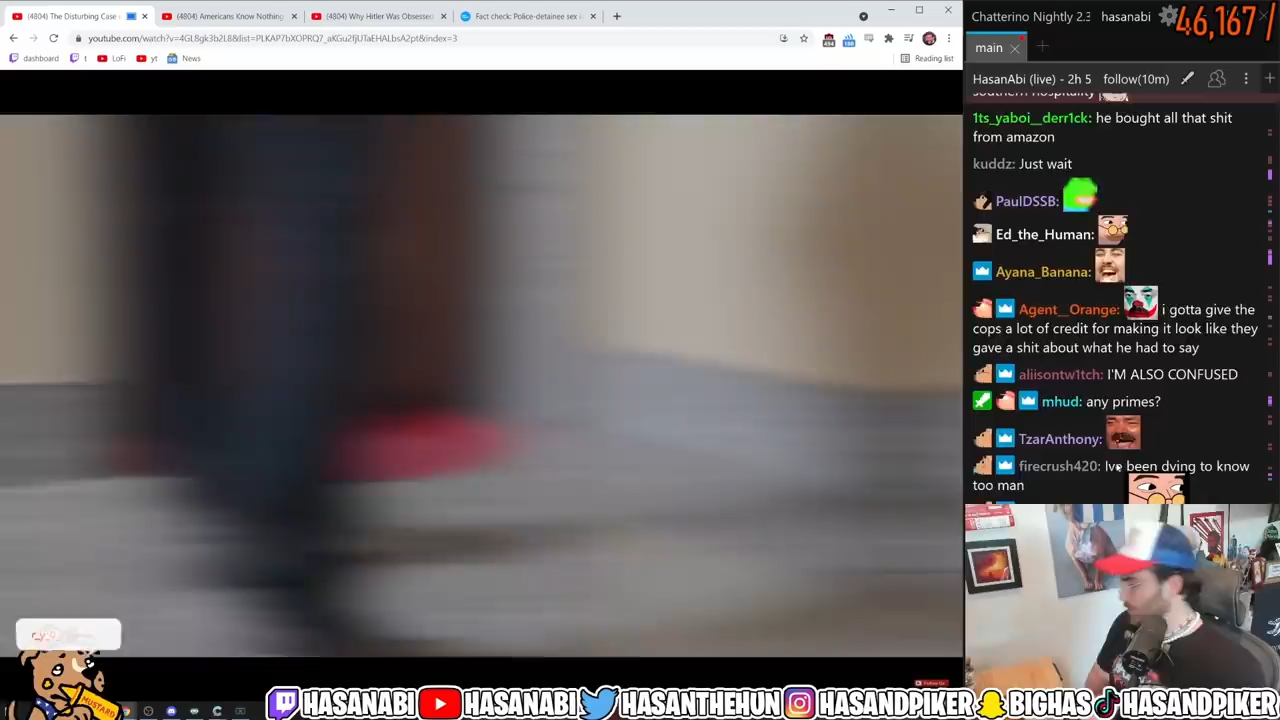 (4804) The Disturbing Case
(4804) Americans Know Nothing
(4804) Why Hitler Was Obsessed
Fact check: Police-detainee sex
youtube.com/watch?v=4GL8gk3b2L8&list=PLKAP7bXOPRQ7_aKGu2fjUTaEHALbsA2pt&index=3
dashboard
t
LoFi
yt
News
Reading list
Chatterino Nightly 2.3
hasanabi
46,167 /
main
HasanAbi (live) - 2h 5
follow(10m)
southern hospitality
1ts_yaboi__derr1ck: he bought all that shit
from amazon
kuddz: Just wait
PaulDSSB:
Ed_the_Human:
Ayana_Banana:
Agent__Orange: i gotta give the
cops a lot of credit for making it look like they
gave a shit about what he had to say
aliisontw1tch: I'M ALSO CONFUSED
mhud: any primes?
TzarAnthony:
firecrush420: Ive been dying to know
too man
MUSTARD
HASANABI
HASANABI
HASANTHEHUN
HASANDPIKER
BIGHAS
HASANDPIKER